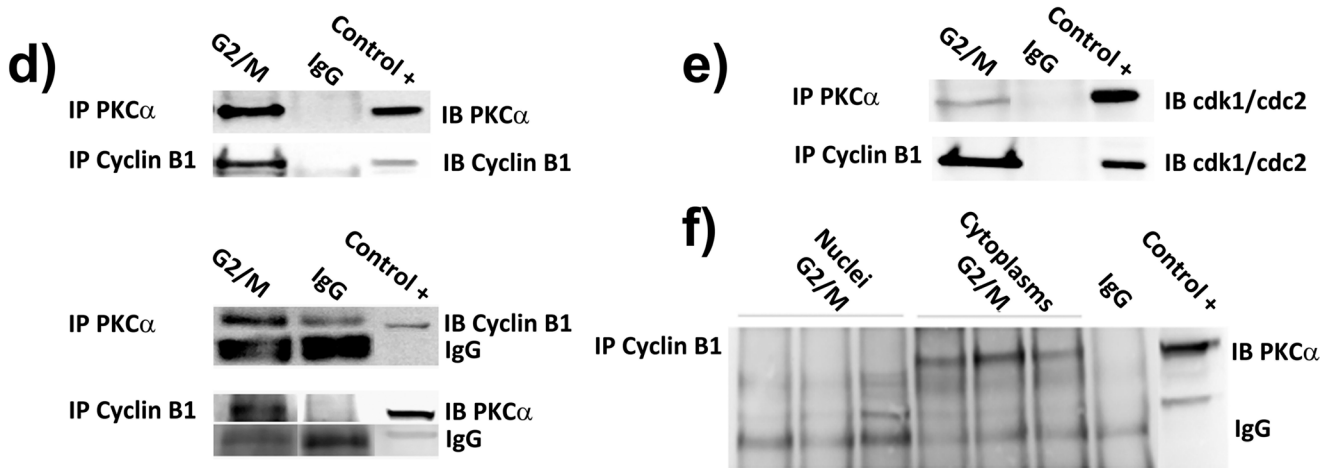 d)
G2/M IgG Control +
IP PKCα IB PKCα
IP Cyclin B1 IB Cyclin B1
G2/M IgG Control +
IP PKCα IB Cyclin B1
IgG
IP Cyclin B1 IB PKCα
IgG
e)
G2/M IgG Control +
IP PKCα IB cdk1/cdc2
IP Cyclin B1 IB cdk1/cdc2
f)
Nuclei G2/M Cytoplasms G2/M IgG Control +
IP Cyclin B1 IB PKCα
IgG